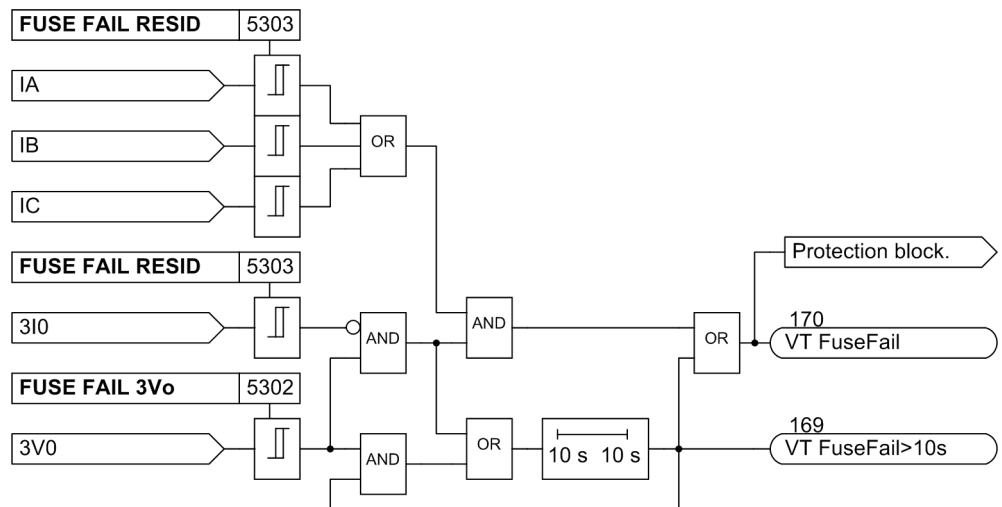 FUSE FAIL RESID 5303
IA
IB
OR
IC
FUSE FAIL RESID 5303
Protection block.
3I0
AND
AND
OR
170
VT FuseFail
FUSE FAIL 3Vo 5302
3V0
AND
OR
10 s 10 s
169
VT FuseFail>10s